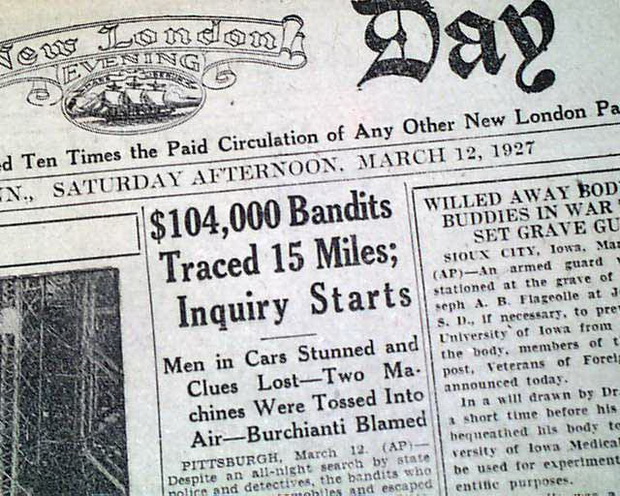 New London
EVENING
Day
Ten Times the Paid Circulation of Any Other New London
SATURDAY AFTERNOON, MARCH 12, 1927
$104,000 Bandits
Traced 15 Miles;
Inquiry Starts
Men in Cars Stunned and
Clues Lost—Two Ma-
chines Were Tossed Into
Air—Burchianti Blamed
PITTSBURGH, March 12. (AP)—
Despite an all-night search by state
police and detectives, the bandits who
and escaped
WILLED AWAY BOD
BUDDIES IN WAR
SET GRAVE GU
SIOUX CITY, Iowa, Mar
(AP)—An armed guard
stationed at the grave of
seph A. B. Flageolle at J
S. D., if necessary, to pre
University of Iowa from
the body, members of t
post, Veterans of Foreig
announced today.
In a will drawn by Dr.
a short time before his
bequeathed his body to
versity of Iowa Medical
be used for experiment
entific purposes.